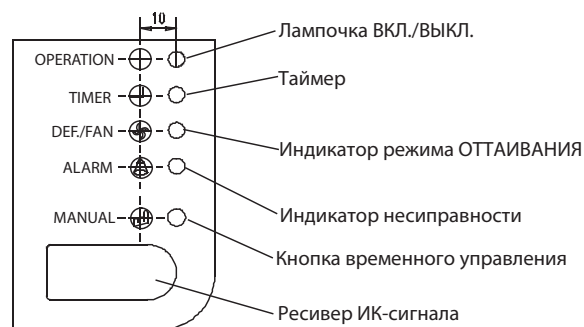 10
OPERATION
Лампочка ВКЛ./ВЫКЛ.
TIMER
Таймер
DEF./FAN
Индикатор режима ОТТАИВАНИЯ
ALARM
Индикатор несиправности
MANUAL
Кнопка временного управления
Ресивер ИК-сигнала